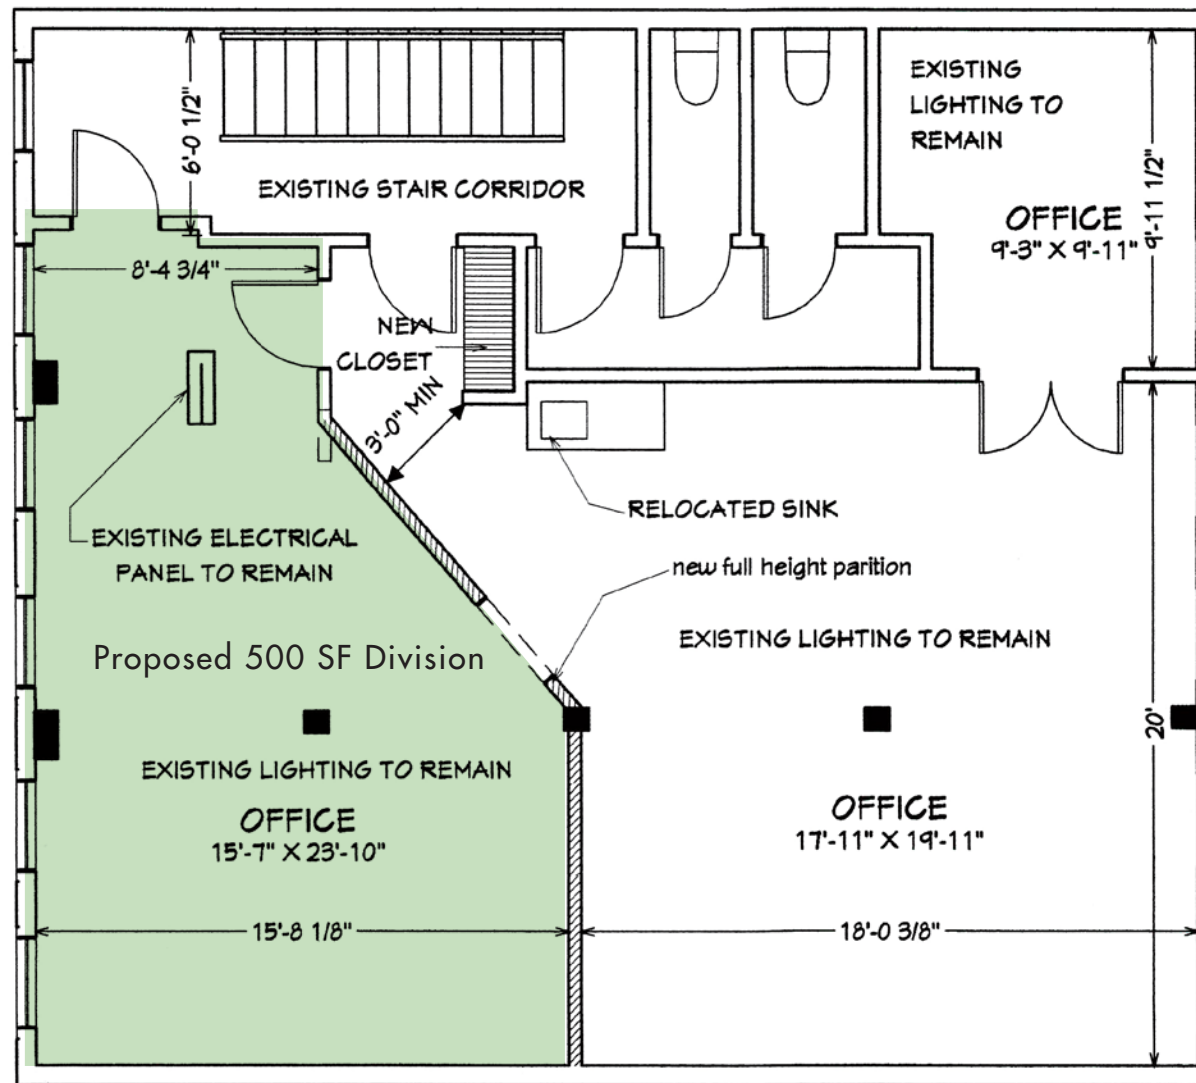 EXISTING
LIGHTING TO
REMAIN
6'-0 1/2"
EXISTING STAIR CORRIDOR
OFFICE
9'-3" X 9'-11"
9'-11 1/2"
8'-4 3/4"
NEW
CLOSET
3'-0" MIN
RELOCATED SINK
EXISTING ELECTRICAL
PANEL TO REMAIN
new full height parition
Proposed 500 SF Division
EXISTING LIGHTING TO REMAIN
20'
EXISTING LIGHTING TO REMAIN
OFFICE
15'-7" X 23'-10"
OFFICE
17'-11" X 19'-11"
15'-8 1/8"
18'-0 3/8"